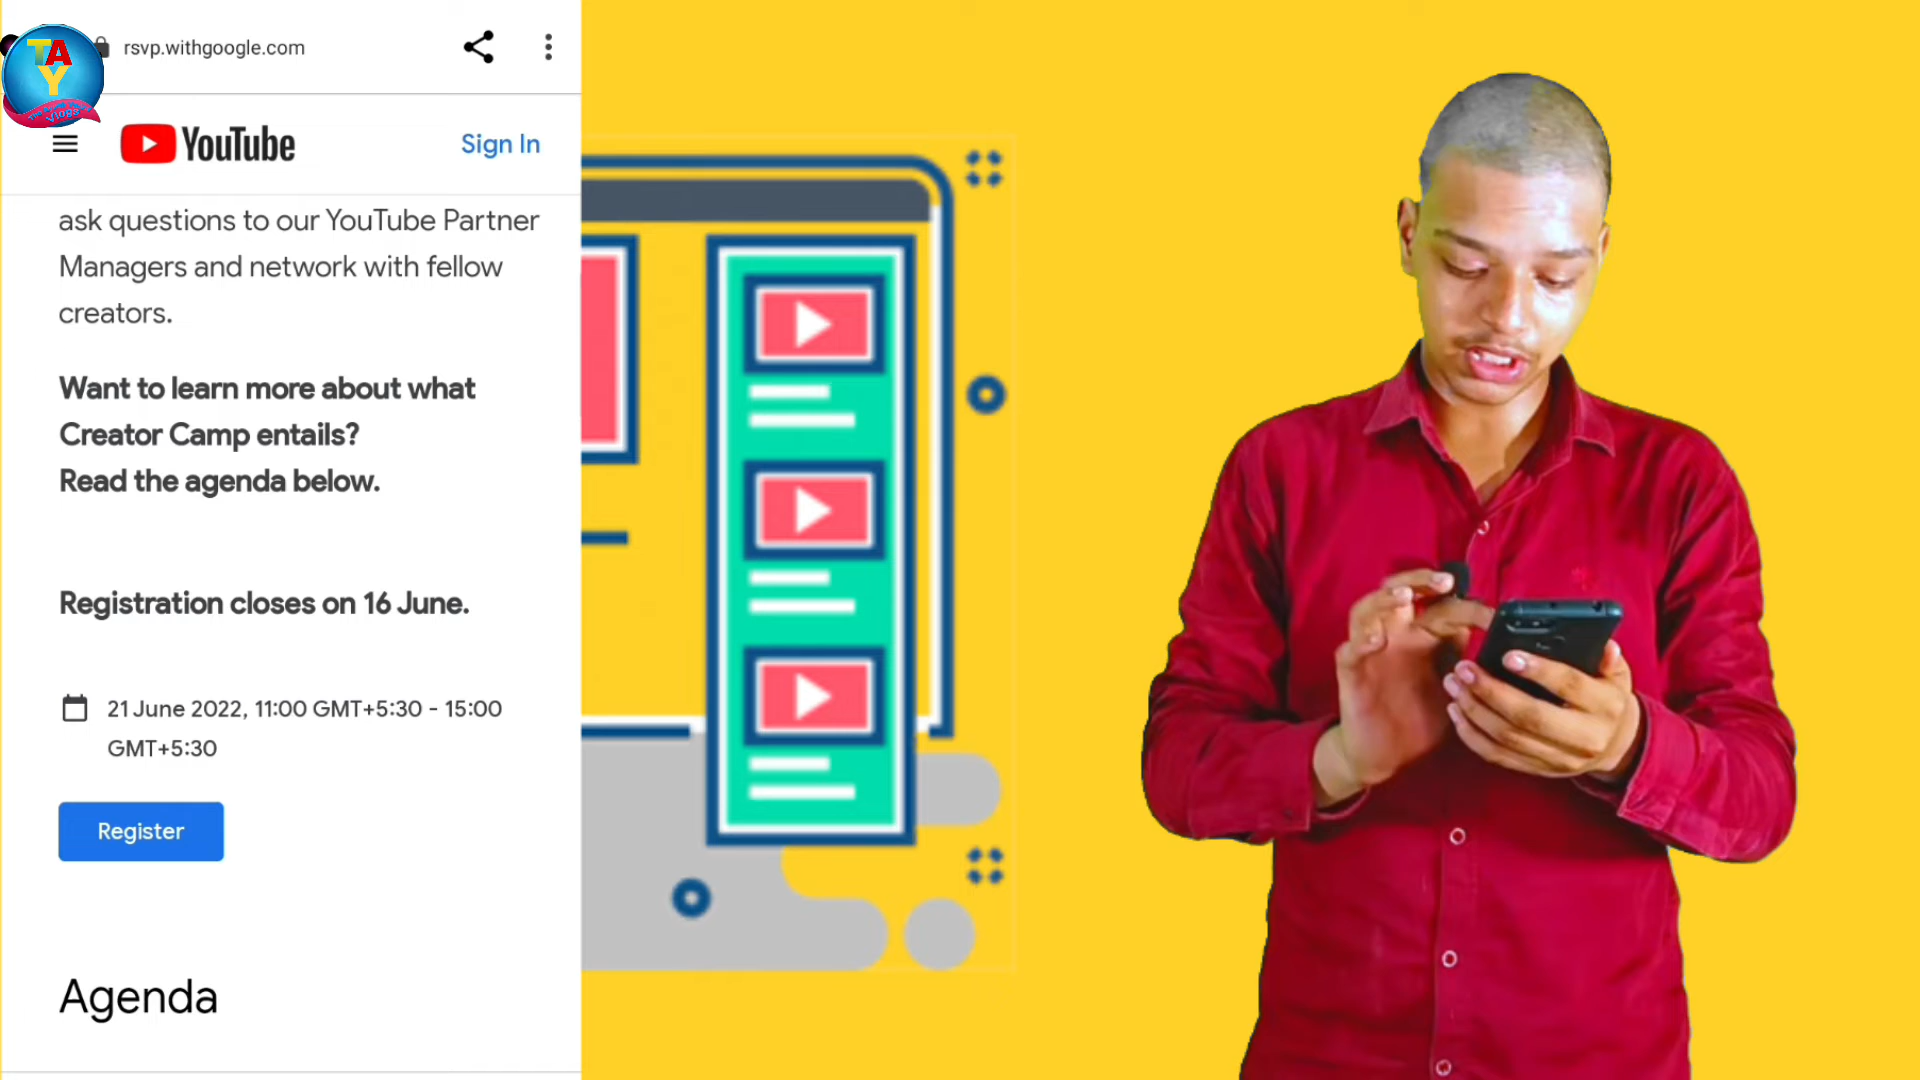 rsvp.withgoogle.com
TAY
Vlogs
YouTube
Sign In
ask questions to our YouTube Partner
Managers and network with fellow
creators.
Want to learn more about what
Creator Camp entails?
Read the agenda below.
Registration closes on 16 June.
21 June 2022, 11:00 GMT+5:30 - 15:00
GMT+5:30
Register
Agenda